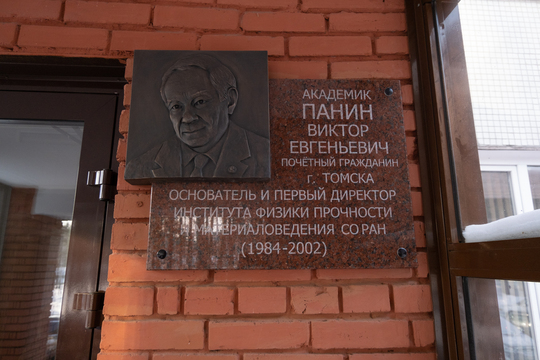 АКАДЕМИК
ПАНИН
ВИКТОР
ЕВГЕНЬЕВИЧ
ПОЧЁТНЫЙ ГРАЖДАНИН
г. ТОМСКА
ОСНОВАТЕЛЬ И ПЕРВЫЙ ДИРЕКТОР
ИНСТИТУТА ФИЗИКИ ПРОЧНОСТИ
И МАТЕРИАЛОВЕДЕНИЯ СО РАН
(1984-2002)